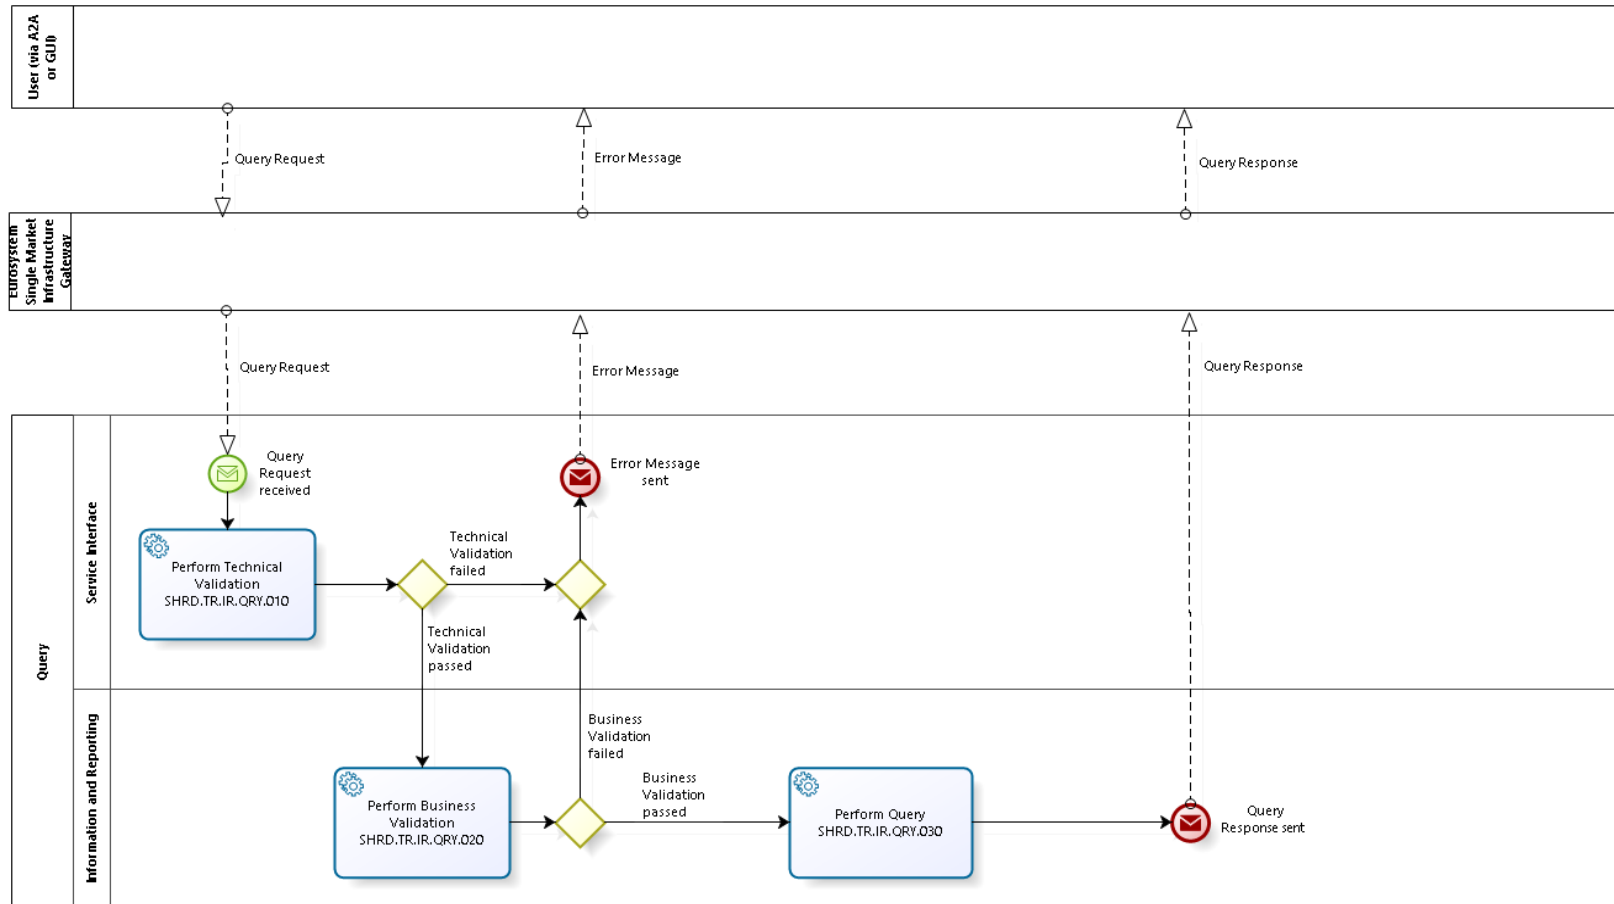 User (via A2A
or GUI)
Query Request
Error Message
Query Response
Eurosystem
Single Market
Infrastructure
Gateway
Query Request
Error Message
Query Response
Query
Service Interface
Query
Request
received
Error Message
sent
Perform Technical
Validation
SHRD.TR.IR.QRY.010
Technical
Validation
failed
Technical
Validation
passed
Information and Reporting
Business
Validation
failed
Business
Validation
passed
Perform Business
Validation
SHRD.TR.IR.QRY.020
Perform Query
SHRD.TR.IR.QRY.030
Query
Response sent